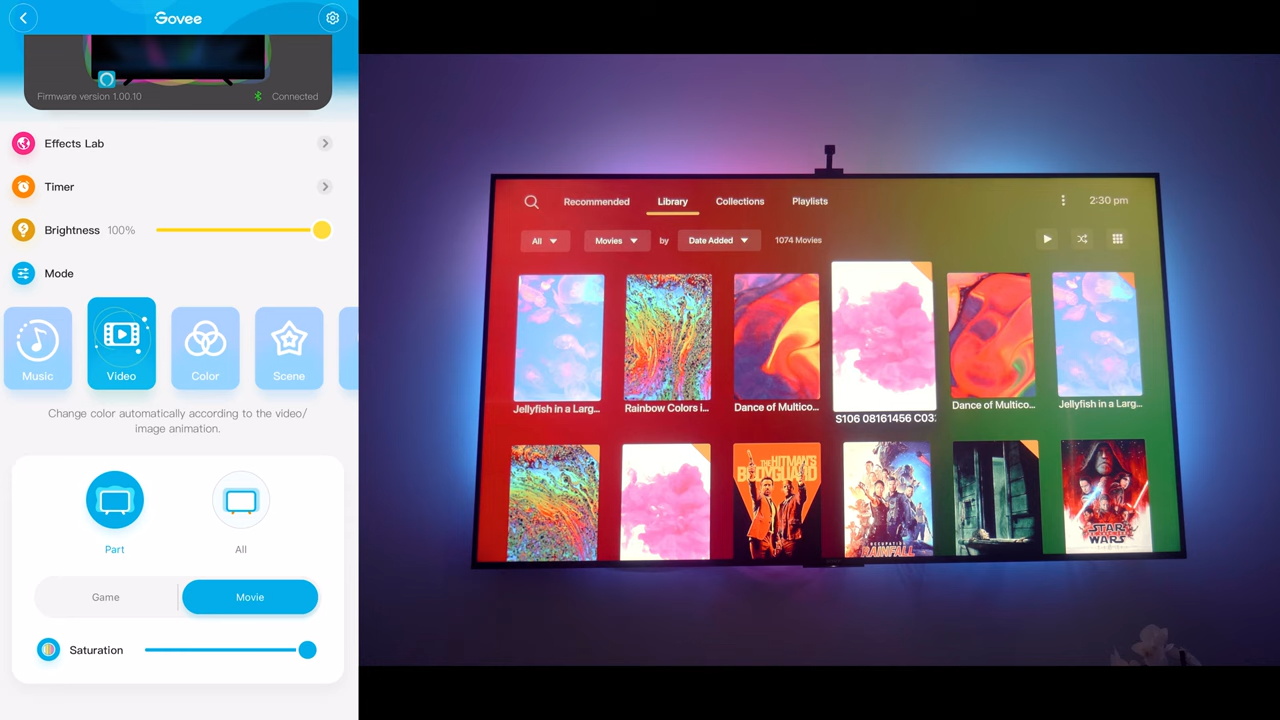 Govee
Firmware version 1.00.10
Connected
Effects Lab
Timer
Brightness 100%
Mode
Music
Video
Color
Scene
Change color automatically according to the video/
image animation.
Part
All
Game
Movie
Saturation
Recommended
Library
Collections
Playlists
2:30 pm
All
Movies
by
Date Added
1074 Movies
Jellyfish in a Larg...
Rainbow Colors i...
Dance of Multico...
S106 08161456 C03
Dance of Multico...
Jellyfish in a Larg...
THE HITMAN'S
BODYGUARD
OCCUPATION
RAINFALL
STAR
WARS